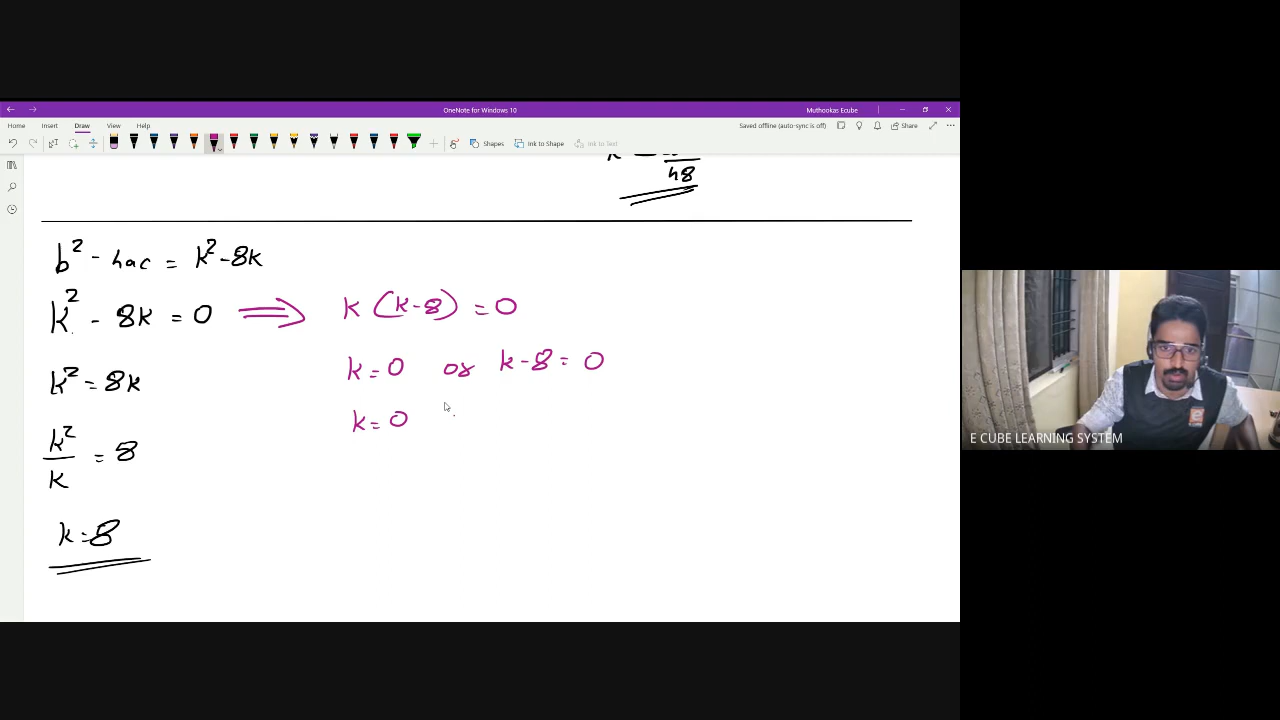 OneNote for Windows 10
Muthookas Ecube
Home Insert Draw View Help
Saved offline (auto-sync is off)
Share
Shapes
Ink to Shape
Ink to Text
48
b² - 4ac = k² - 8k
k² - 8k = 0 ⟹ k (k-8) = 0
k² = 8k
k = 0 or k - 8 = 0
k = 0
k²/k = 8
k = 8
E CUBE LEARNING SYSTEM